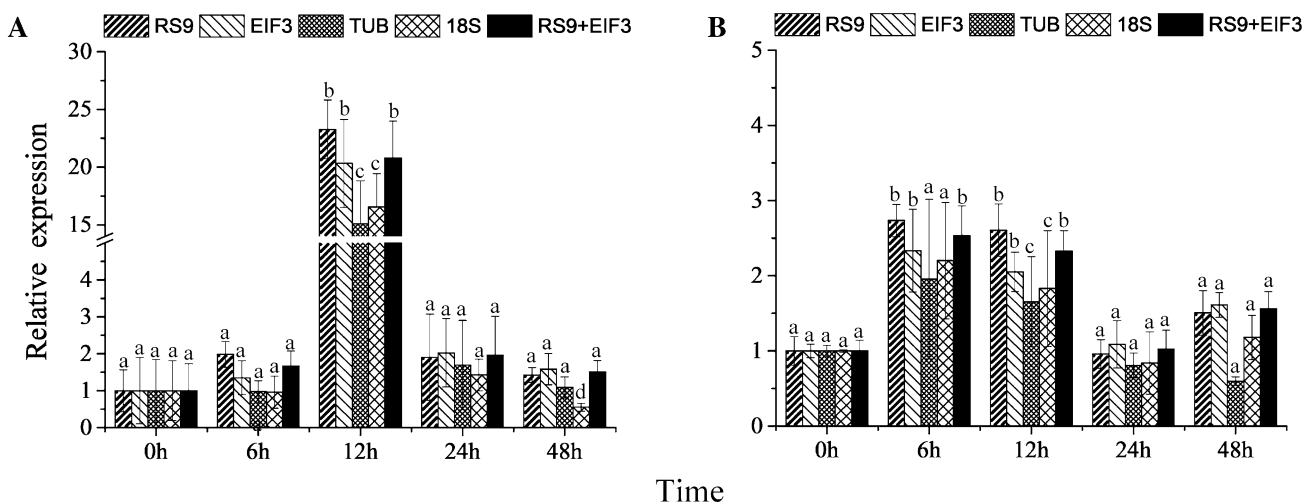 A RS9 EIF3 TUB 18S RS9+EIF3
30
25
20
15
4
3
2
1
0
Relative expression
a a a a a
a a a a a
b b c c b
a a a a a
a a a d a
0h 6h 12h 24h 48h
B RS9 EIF3 TUB 18S RS9+EIF3
5
4
3
2
1
0
a a a a a
b b a a b
b b c c b
a a a a a
a a a a a
0h 6h 12h 24h 48h
Time